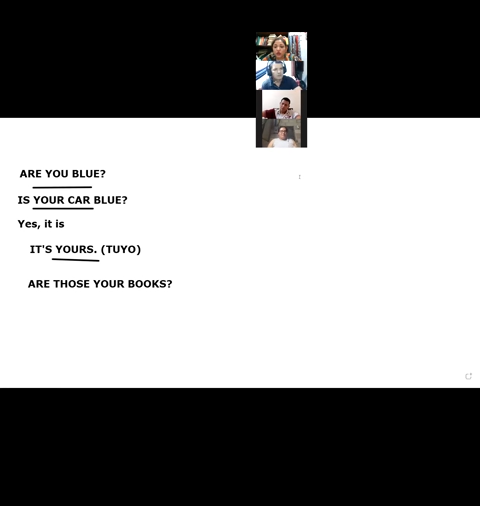 ARE YOU BLUE?
IS YOUR CAR BLUE?
Yes, it is
IT'S YOURS. (TUYO)
ARE THOSE YOUR BOOKS?